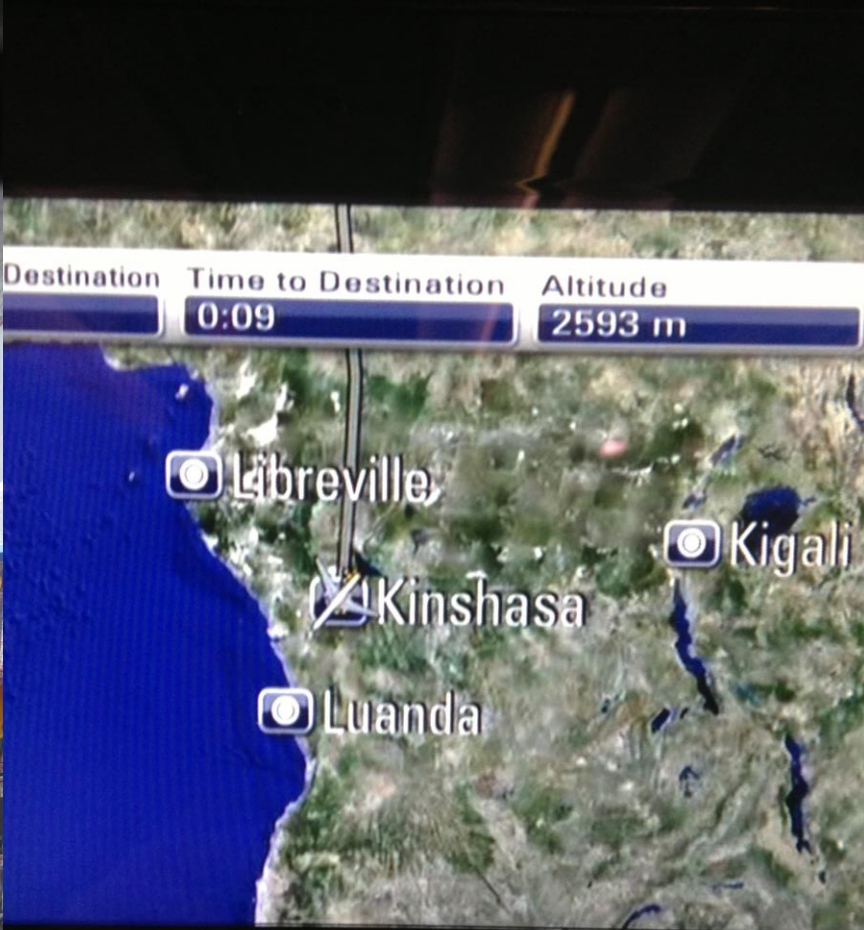 Destination
Time to Destination
Altitude
0:09
2593 m
Libreville
Kigali
Kinshasa
Luanda